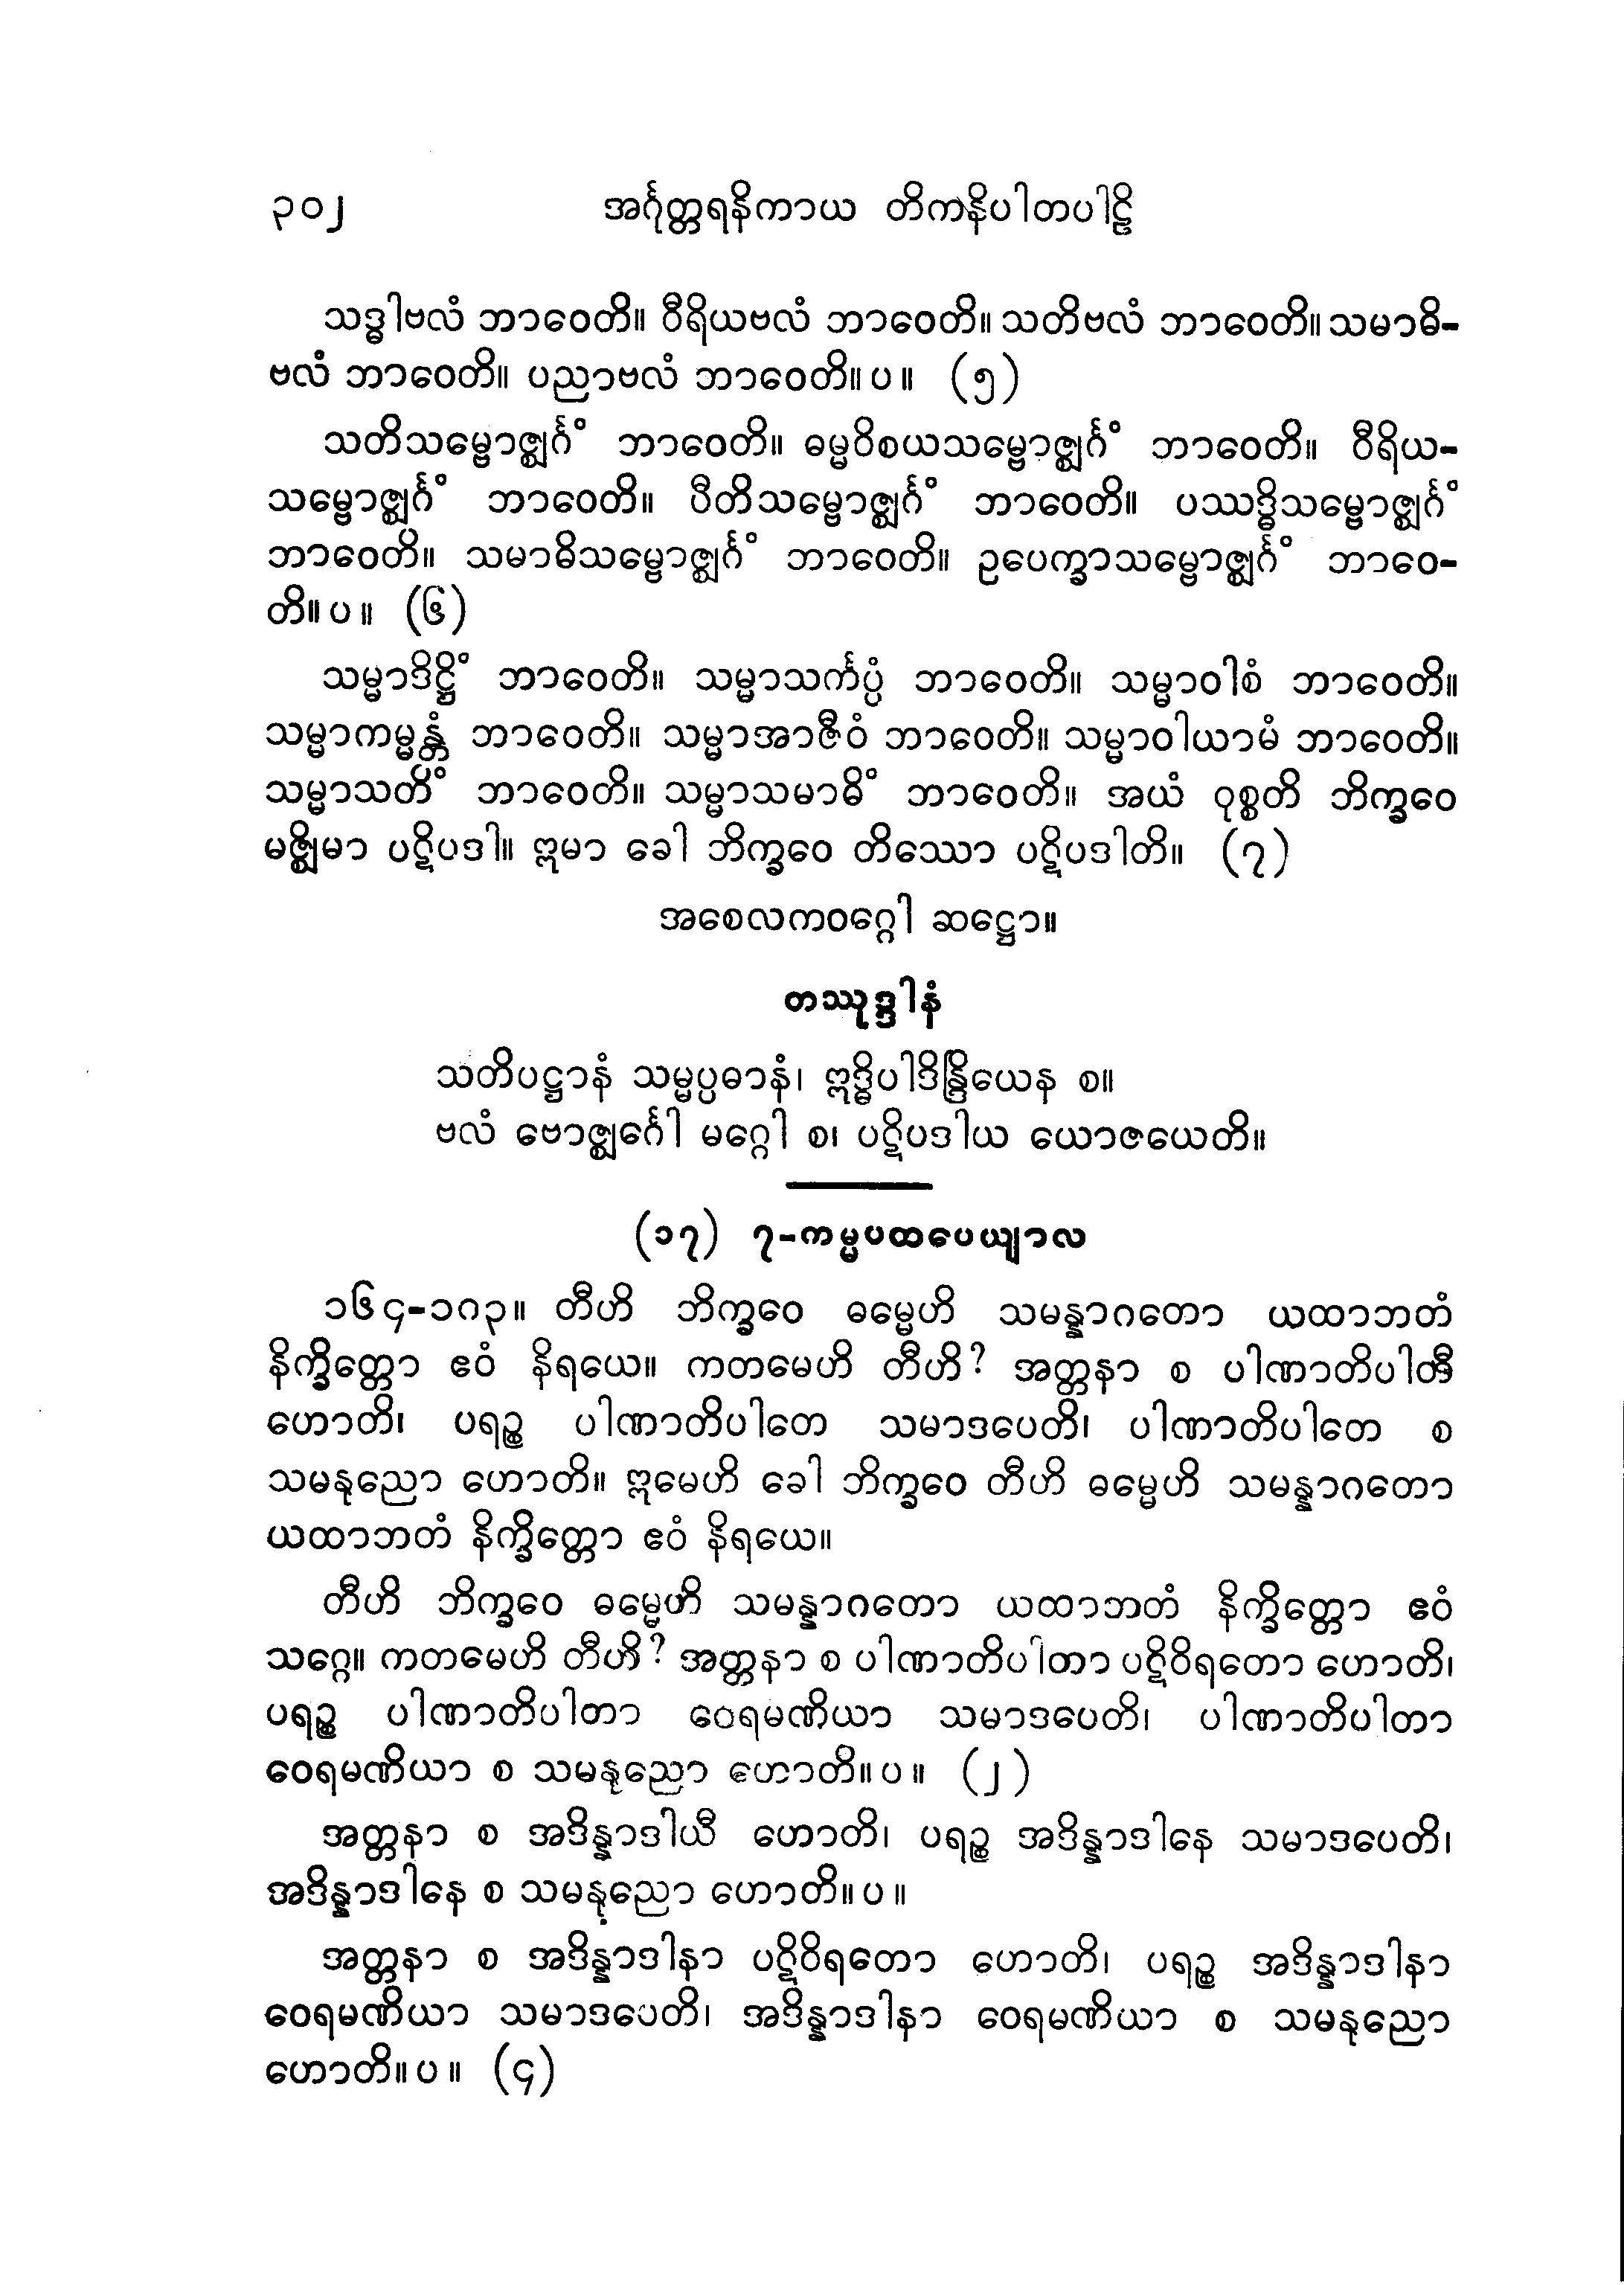 ၃၀၂ အင်္ဂုတ္တရနိကာယ တိကနိပါတပါဠိ
သဒ္ဓါဗလံ ဘာဝေတိ။ ဝီရိယဗလံ ဘာဝေတိ။ သတိဗလံ ဘာဝေတိ။ သမာဓိ-
ဗလံ ဘာဝေတိ။ ပညာဗလံ ဘာဝေတိ။ ပ ။ (၅)
သတိသမ္ဗောဇ္ဈင်္ဂံ ဘာဝေတိ။ ဓမ္မဝိစယသမ္ဗောဇ္ဈင်္ဂံ ဘာဝေတိ။ ဝီရိယ-
သမ္ဗောဇ္ဈင်္ဂံ ဘာဝေတိ။ ပီတိသမ္ဗောဇ္ဈင်္ဂံ ဘာဝေတိ။ ပဿဒ္ဓိသမ္ဗောဇ္ဈင်္ဂံ
ဘာဝေတိ။ သမာဓိသမ္ဗောဇ္ဈင်္ဂံ ဘာဝေတိ။ ဥပေက္ခာသမ္ဗောဇ္ဈင်္ဂံ ဘာဝေ-
တိ။ ပ ။ (၆)
သမ္မာဒိဋ္ဌိံ ဘာဝေတိ။ သမ္မာသင်္ကပ္ပံ ဘာဝေတိ။ သမ္မာဝါစံ ဘာဝေတိ။
သမ္မာကမ္မန္တံ ဘာဝေတိ။ သမ္မာအာဇီဝံ ဘာဝေတိ။ သမ္မာဝါယာမံ ဘာဝေတိ။
သမ္မာသတိံ ဘာဝေတိ။ သမ္မာသမာဓိံ ဘာဝေတိ။ အယံ ဝုစ္စတိ ဘိက္ခဝေ
မဇ္ဈိမာ ပဋိပဒါ။ ဣမာ ခေါ ဘိက္ခဝေ တိဿော ပဋိပဒါတိ။ (၇)
အစေလကဝဂ္ဂေါ ဆဋ္ဌော။
တဿုဒ္ဒါနံ
သတိပဋ္ဌာနံ သမ္မပ္ပဓာနံ၊ ဣဒ္ဓိပါဒိန္ဒြိယေန စ။
ဗလံ ဗောဇ္ဈင်္ဂေါ မဂ္ဂေါ စ၊ ပဋိပဒါယ ယောဇယေတိ။
(၁၇) ၇-ကမ္မပထပေယျာလ
၁၆၄-၁၈၃။ တီဟိ ဘိက္ခဝေ ဓမ္မေဟိ သမန္နာဂတော ယထာဘတံ
နိက္ခိတ္တော ဧဝံ နိရယေ။ ကတမေဟိ တီဟိ? အတ္တနာ စ ပါဏာတိပါတီ
ဟောတိ၊ ပရဉ္စ ပါဏာတိပါတေ သမာဒပေတိ၊ ပါဏာတိပါတေ စ
သမနုညော ဟောတိ။ ဣမေဟိ ခေါ ဘိက္ခဝေ တီဟိ ဓမ္မေဟိ သမန္နာဂတော
ယထာဘတံ နိက္ခိတ္တော ဧဝံ နိရယေ။
တီဟိ ဘိက္ခဝေ ဓမ္မေဟိ သမန္နာဂတော ယထာဘတံ နိက္ခိတ္တော ဧဝံ
သဂ္ဂေ။ ကတမေဟိ တီဟိ? အတ္တနာ စ ပါဏာတိပါတာ ပဋိဝိရတော ဟောတိ၊
ပရဉ္စ ပါဏာတိပါတာ ဝေရမဏိယာ သမာဒပေတိ၊ ပါဏာတိပါတာ
ဝေရမဏိယာ စ သမနုညော ဟောတိ။ ပ ။ (၂)
အတ္တနာ စ အဒိန္နာဒါယီ ဟောတိ၊ ပရဉ္စ အဒိန္နာဒါနေ သမာဒပေတိ၊
အဒိန္နာဒါနေ စ သမနုညော ဟောတိ။ ပ ။
အတ္တနာ စ အဒိန္နာဒါနာ ပဋိဝိရတော ဟောတိ၊ ပရဉ္စ အဒိန္နာဒါနာ
ဝေရမဏိယာ သမာဒပေတိ၊ အဒိန္နာဒါနာ ဝေရမဏိယာ စ သမနုညော
ဟောတိ။ ပ ။ (၄)